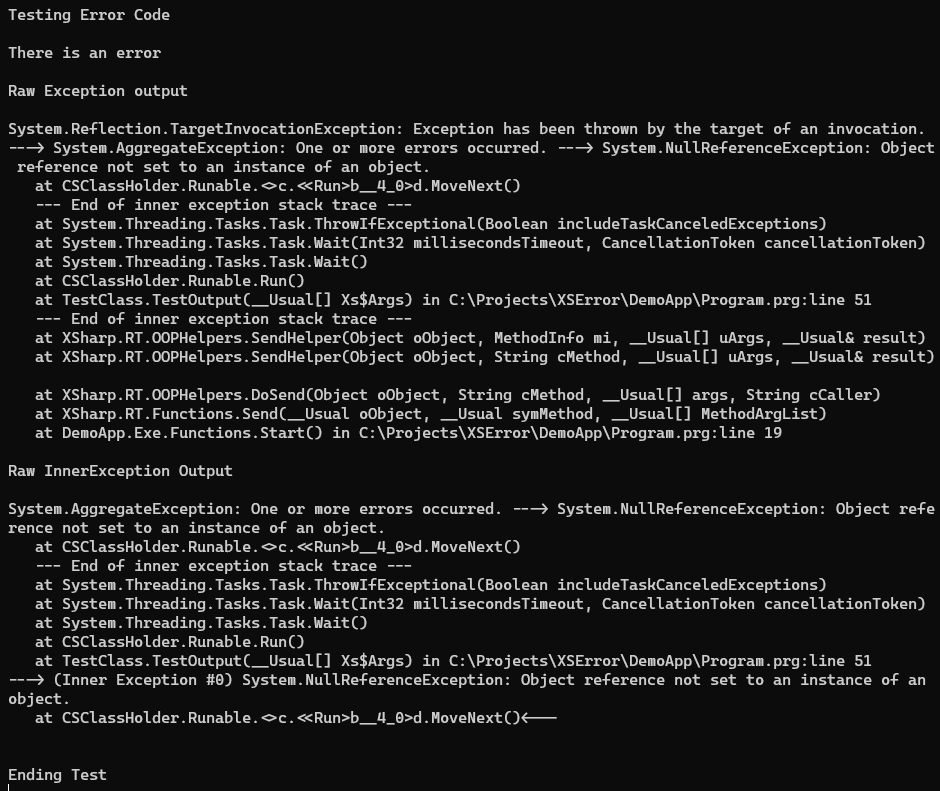 Testing Error Code
There is an error
Raw Exception output
System.Reflection.TargetInvocationException: Exception has been thrown by the target of an invocation.
---> System.AggregateException: One or more errors occurred. ---> System.NullReferenceException: Object
 reference not set to an instance of an object.
   at CSClassHolder.Runable.<>c.<<Run>b__4_0>d.MoveNext()
   --- End of inner exception stack trace ---
   at System.Threading.Tasks.Task.ThrowIfExceptional(Boolean includeTaskCanceledExceptions)
   at System.Threading.Tasks.Task.Wait(Int32 millisecondsTimeout, CancellationToken cancellationToken)
   at System.Threading.Tasks.Task.Wait()
   at CSClassHolder.Runable.Run()
   at TestClass.TestOutput(__Usual[] Xs$Args) in C:\Projects\XSError\DemoApp\Program.prg:line 51
   --- End of inner exception stack trace ---
   at XSharp.RT.OOPHelpers.SendHelper(Object oObject, MethodInfo mi, __Usual[] uArgs, __Usual& result)
   at XSharp.RT.OOPHelpers.SendHelper(Object oObject, String cMethod, __Usual[] uArgs, __Usual& result)
   at XSharp.RT.OOPHelpers.DoSend(Object oObject, String cMethod, __Usual[] args, String cCaller)
   at XSharp.RT.Functions.Send(__Usual oObject, __Usual symMethod, __Usual[] MethodArgList)
   at DemoApp.Exe.Functions.Start() in C:\Projects\XSError\DemoApp\Program.prg:line 19
Raw InnerException Output
System.AggregateException: One or more errors occurred. ---> System.NullReferenceException: Object refe
rence not set to an instance of an object.
   at CSClassHolder.Runable.<>c.<<Run>b__4_0>d.MoveNext()
   --- End of inner exception stack trace ---
   at System.Threading.Tasks.Task.ThrowIfExceptional(Boolean includeTaskCanceledExceptions)
   at System.Threading.Tasks.Task.Wait(Int32 millisecondsTimeout, CancellationToken cancellationToken)
   at System.Threading.Tasks.Task.Wait()
   at CSClassHolder.Runable.Run()
   at TestClass.TestOutput(__Usual[] Xs$Args) in C:\Projects\XSError\DemoApp\Program.prg:line 51
---> (Inner Exception #0) System.NullReferenceException: Object reference not set to an instance of an
object.
   at CSClassHolder.Runable.<>c.<<Run>b__4_0>d.MoveNext()<---
Ending Test